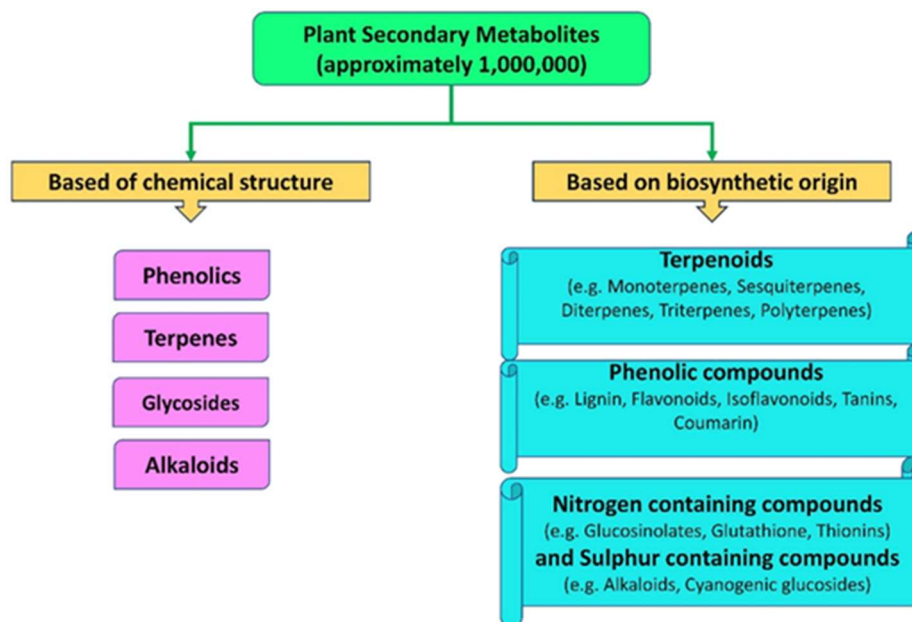 Plant Secondary Metabolites
(approximately 1,000,000)
Based of chemical structure
Phenolics
Terpenes
Glycosides
Alkaloids
Based on biosynthetic origin
Terpenoids
(e.g. Monoterpenes, Sesquiterpenes,
Diterpenes, Triterpenes, Polyterpenes)
Phenolic compounds
(e.g. Lignin, Flavonoids, Isoflavonoids, Tanins,
Coumarin)
Nitrogen containing compounds
(e.g. Glucosinolates, Glutathione, Thionins)
and Sulphur containing compounds
(e.g. Alkaloids, Cyanogenic glucosides)